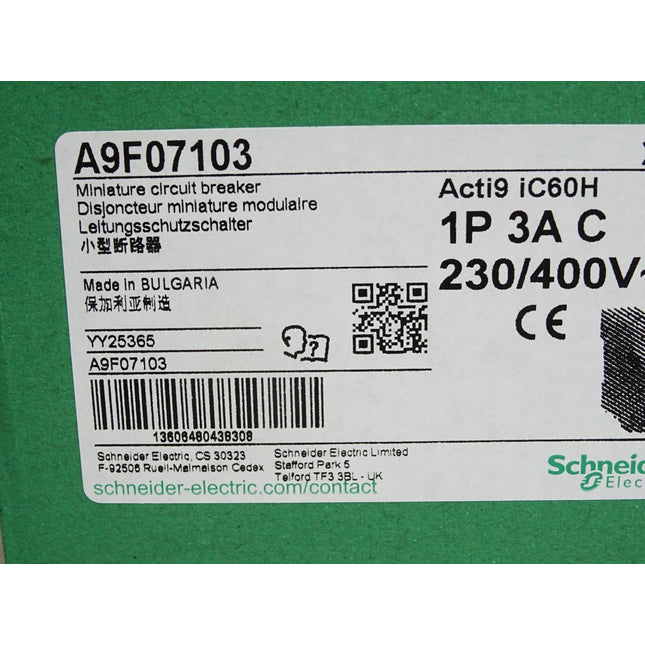 A9F07103
Miniature circuit breaker
Disjoncteur miniature modulaire
Leitungsschutzschalter
小型断路器
Made in BULGARIA
保加利亚制造
YY25365
A9F07103
13606480438308
Schneider Electric, CS 30323
F-92506 Rueil-Malmaison Cedex
Schneider Electric Limited
Stafford Park 5
Telford TF3 3BL - UK
schneider-electric.com/contact
Acti9 iC60H
1P 3A C
230/400V~
CE
Schneid
Elec